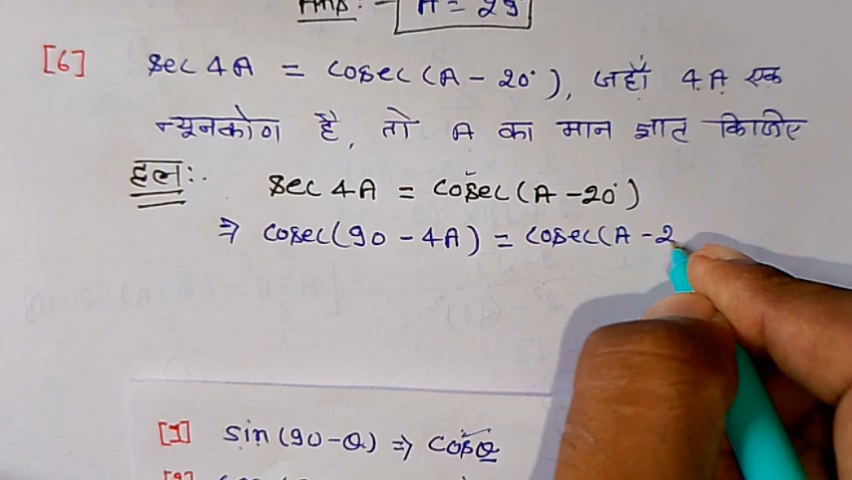 Ans:- A = 29
[6] sec 4A = cosec (A - 20°), जहाँ 4A एक
न्यूनकोण है, तो A का मान ज्ञात किजिए
हलः. sec 4A = cosec (A - 20°)
⇒ cosec (90 - 4A) = cosec (A - 2
[1] sin (90 - θ) ⇒ cosθ